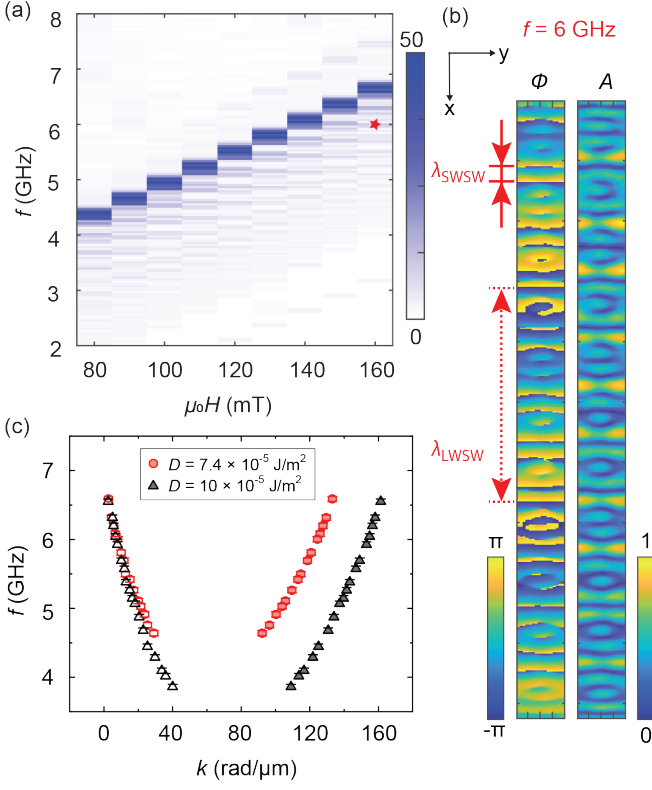 (a)
8
7
6
5
4
3
2
f (GHz)
80 100 120 140 160
μ₀H (mT)
50
0
(b)
f = 6 GHz
y
x
Φ A
λSWSW
λLWSW
π
-π
1
0
(c)
D = 7.4 × 10⁻⁵ J/m²
D = 10 × 10⁻⁵ J/m²
7
6
5
4
f (GHz)
0 40 80 120 160
k (rad/μm)